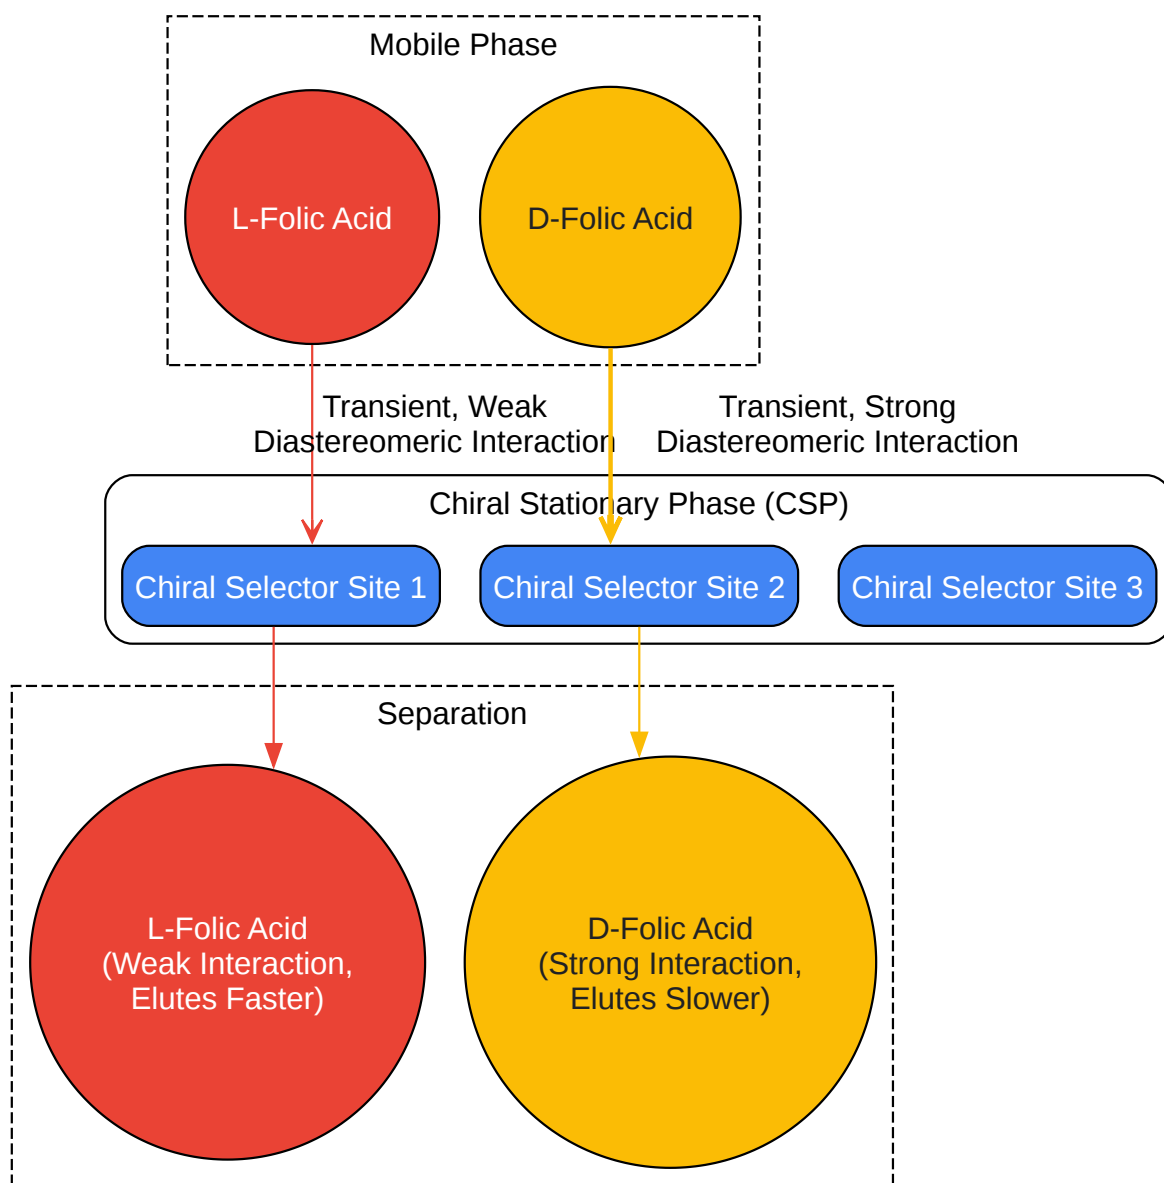 Mobile Phase
L-Folic Acid
D-Folic Acid
Transient, Weak
Diastereomeric Interaction
Transient, Strong
Diastereomeric Interaction
Chiral Stationary Phase (CSP)
Chiral Selector Site 1
Chiral Selector Site 2
Chiral Selector Site 3
Separation
L-Folic Acid
(Weak Interaction,
Elutes Faster)
D-Folic Acid
(Strong Interaction,
Elutes Slower)